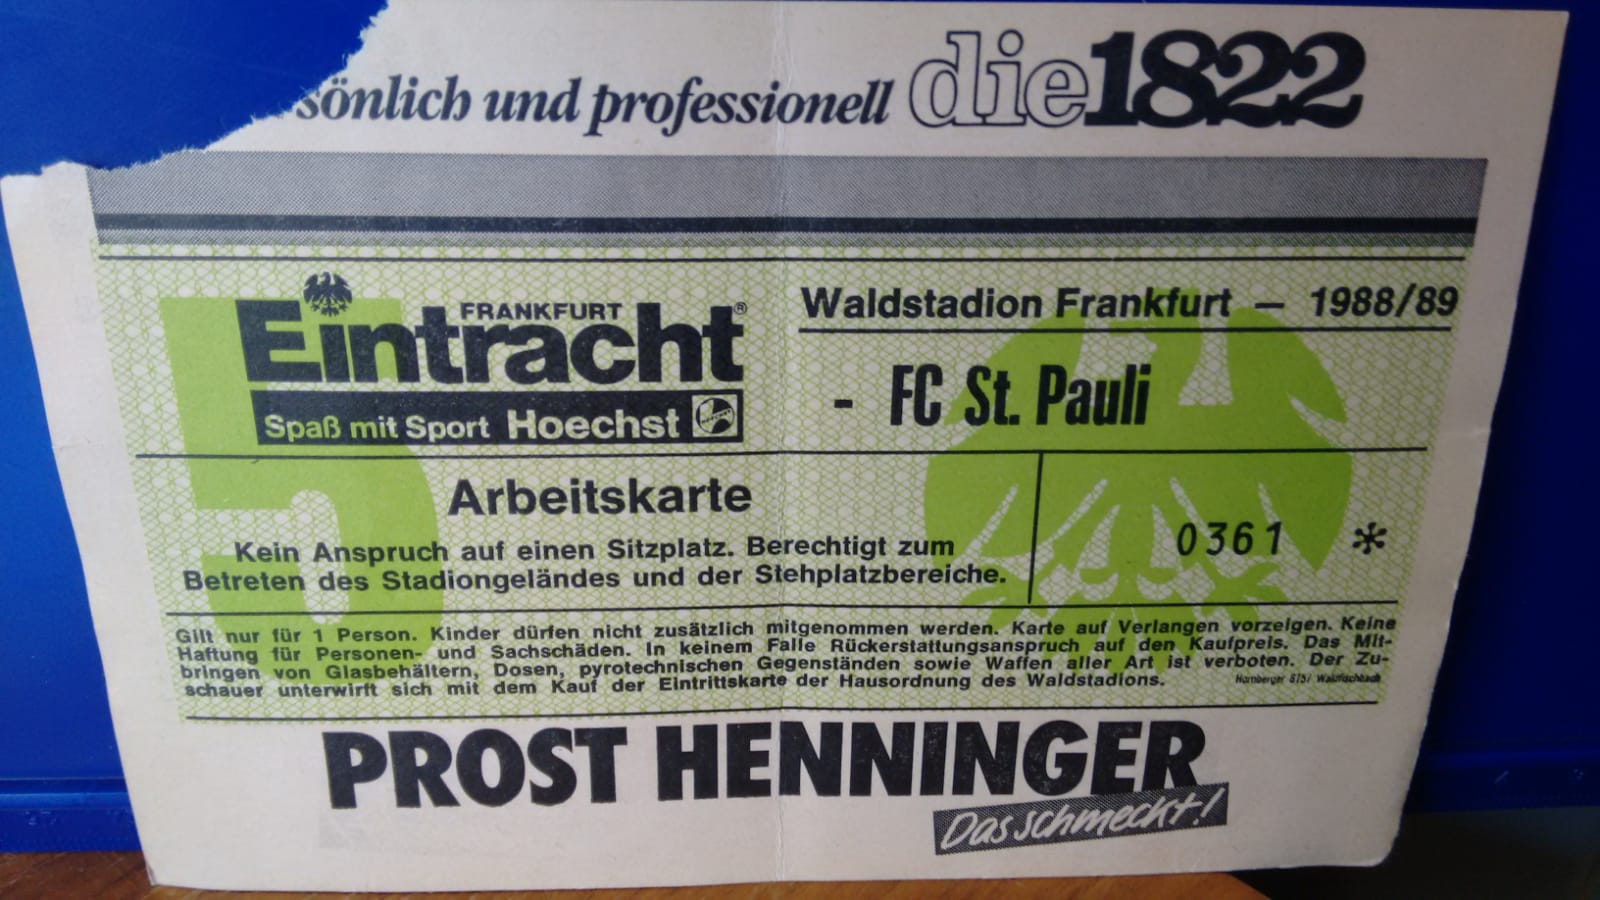 sönlich und professionell die1822
FRANKFURT
Eintracht®
Spaß mit Sport Hoechst
Waldstadion Frankfurt — 1988/89
- FC St. Pauli
5
Arbeitskarte
Kein Anspruch auf einen Sitzplatz. Berechtigt zum
Betreten des Stadiongeländes und der Stehplatzbereiche.
0361 *
Gilt nur für 1 Person. Kinder dürfen nicht zusätzlich mitgenommen werden. Karte auf Verlangen vorzeigen. Keine
Haftung für Personen- und Sachschäden. In keinem Falle Rückerstattungsanspruch auf den Kaufpreis. Das Mit-
bringen von Glasbehältern, Dosen, pyrotechnischen Gegenständen sowie Waffen aller Art ist verboten. Der Zu-
schauer unterwirft sich mit dem Kauf der Eintrittskarte der Hausordnung des Waldstadions.
Hornberger 6757 Waldfischbach
PROST HENNINGER
Das schmeckt!